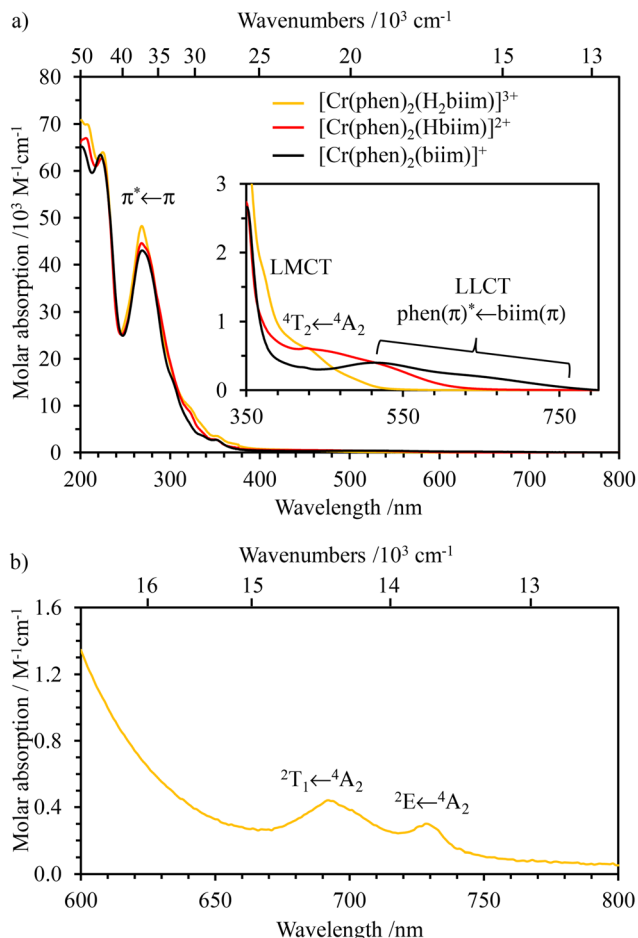 a)
Wavenumbers /10³ cm⁻¹
50 40 35 30 25 20 15 13
80
70
60
50
40
30
20
10
0
Molar absorption /10³ M⁻¹cm⁻¹
[Cr(phen)₂(H₂biim)]³⁺
[Cr(phen)₂(Hbiim)]²⁺
[Cr(phen)₂(biim)]⁺
π*←π
3
2
1
0
LMCT
⁴T₂←⁴A₂
LLCT
phen(π)*←biim(π)
350 550 750
200 300 400 500 600 700 800
Wavelength /nm
b)
Wavenumbers /10³ cm⁻¹
16 15 14 13
1.6
1.2
0.8
0.4
0.0
Molar absorption / M⁻¹cm⁻¹
²T₁←⁴A₂
²E←⁴A₂
600 650 700 750 800
Wavelength /nm